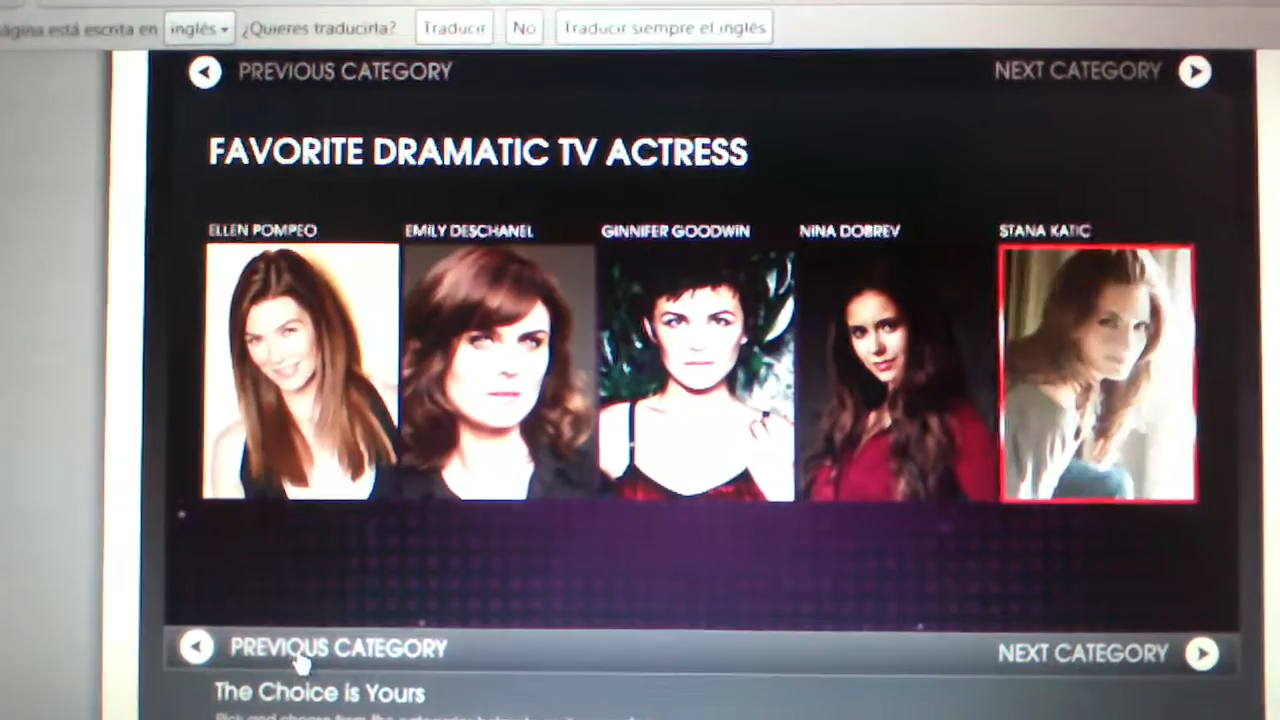 ágina está escrita en inglés ¿Quieres traducirla? Traducir No Traducir siempre el inglés
PREVIOUS CATEGORY NEXT CATEGORY
FAVORITE DRAMATIC TV ACTRESS
ELLEN POMPEO EMILY DESCHANEL GINNIFER GOODWIN NINA DOBREV STANA KATIC
PREVIOUS CATEGORY NEXT CATEGORY
The Choice is Yours